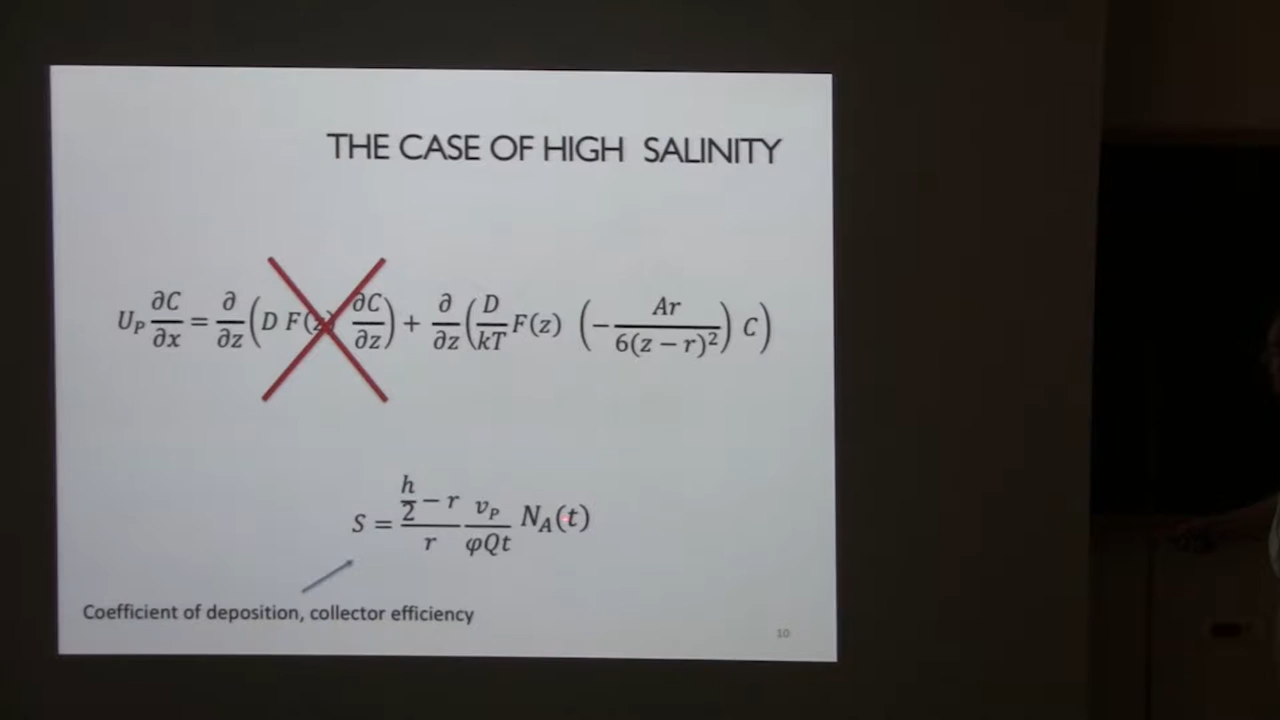 THE CASE OF HIGH SALINITY
U_P ∂C/∂x = ∂/∂z (D F(z) ∂C/∂z) + ∂/∂z (D/kT F(z) (− Ar/6(z − r)²) C)
S = (h/2 − r)/r v_P/φQt N_A(t)
Coefficient of deposition, collector efficiency
10